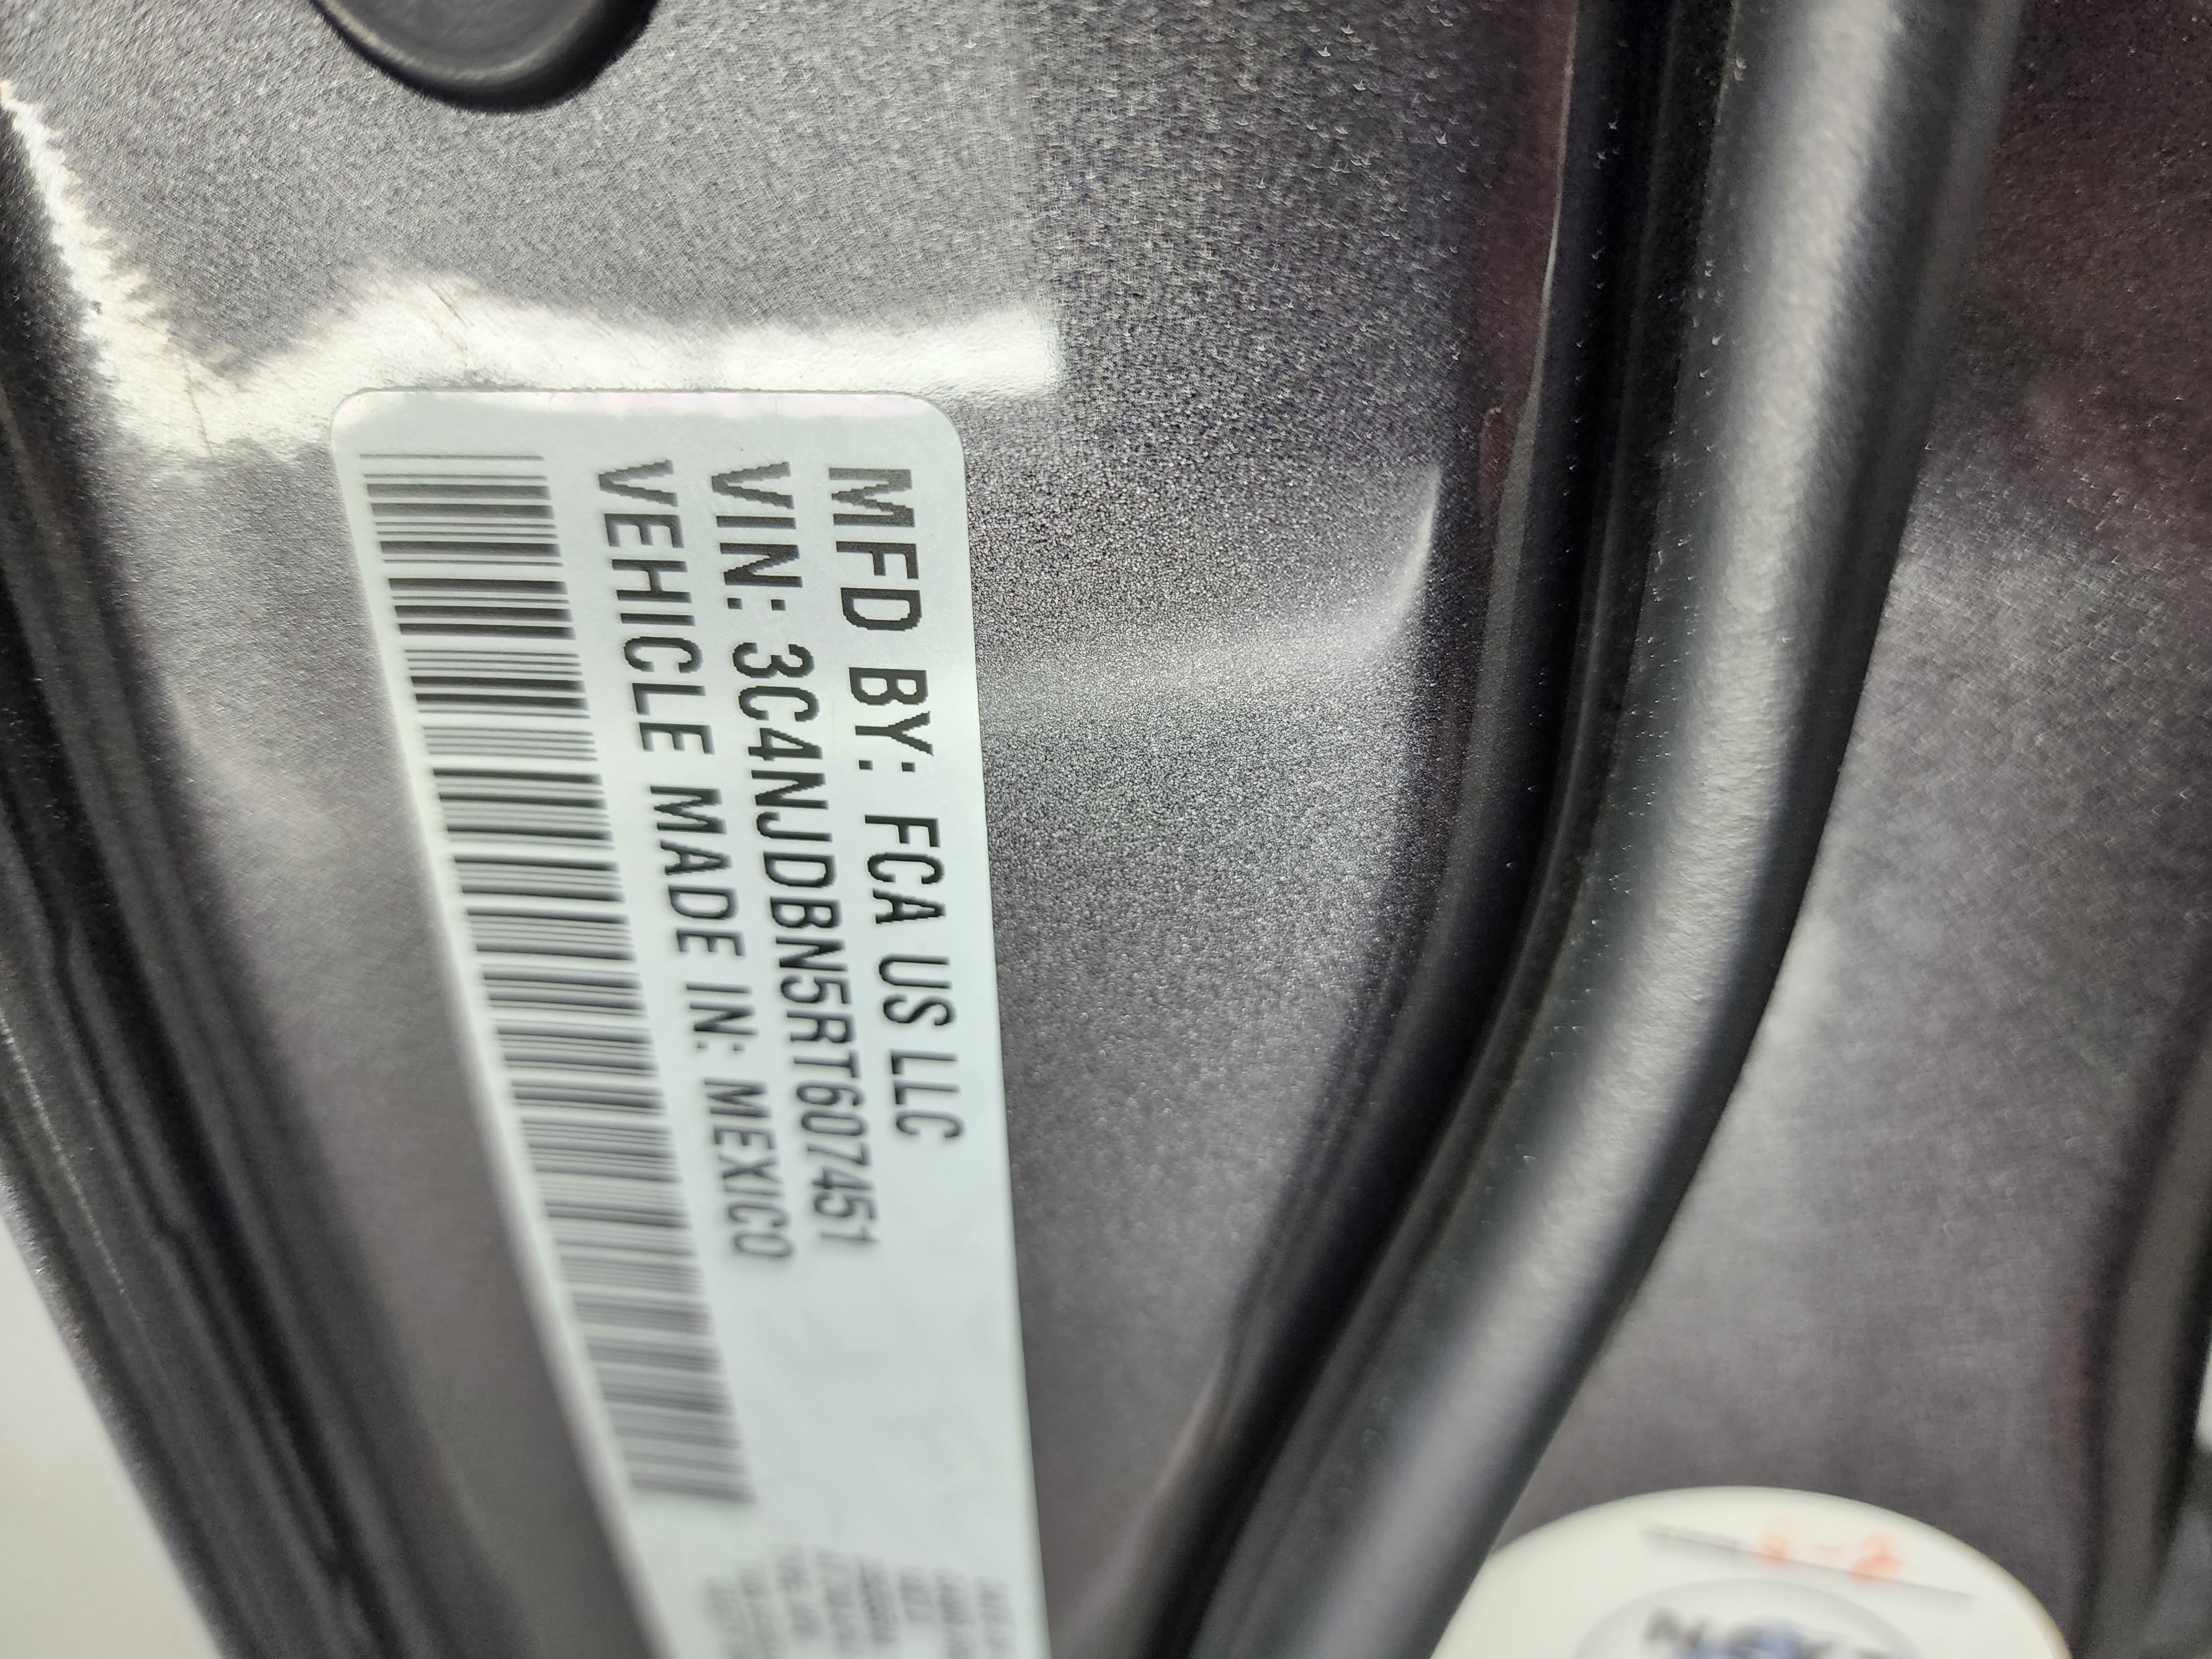 MFD BY: FCA US LLC
VIN: 3C4NJDBN5RT607451
VEHICLE MADE IN: MEXICO